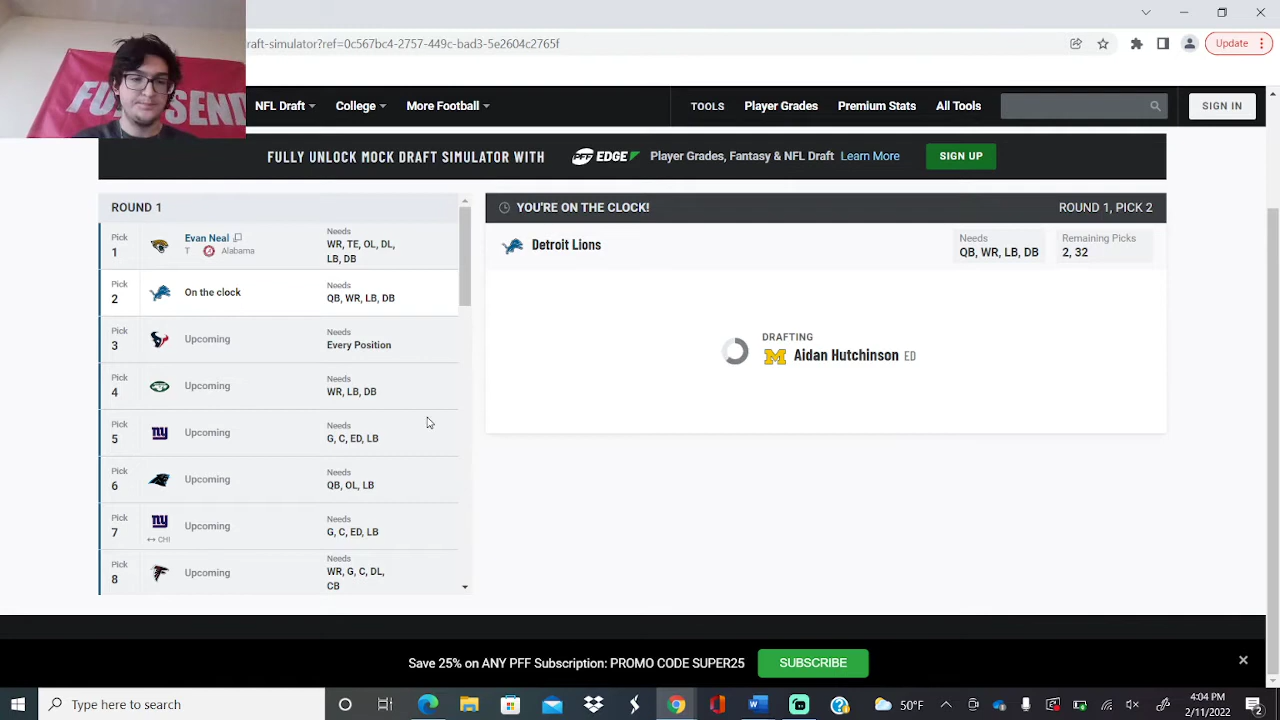 raft-simulator?ref=0c567bc4-2757-449c-bad3-5e2604c2765f
Update
NFL Draft
College
More Football
TOOLS
Player Grades
Premium Stats
All Tools
SIGN IN
FULLY UNLOCK MOCK DRAFT SIMULATOR WITH
PFF EDGE
Player Grades, Fantasy & NFL Draft Learn More
SIGN UP
ROUND 1
Pick
1
Evan Neal
T Alabama
Needs
WR, TE, OL, DL,
LB, DB
Pick
2
On the clock
Needs
QB, WR, LB, DB
Pick
3
Upcoming
Needs
Every Position
Pick
4
Upcoming
Needs
WR, LB, DB
Pick
5
Upcoming
Needs
G, C, ED, LB
Pick
6
Upcoming
Needs
QB, OL, LB
Pick
7
↔ CHI
Upcoming
Needs
G, C, ED, LB
Pick
8
Upcoming
Needs
WR, G, C, DL,
CB
YOU'RE ON THE CLOCK!
ROUND 1, PICK 2
Detroit Lions
Needs
QB, WR, LB, DB
Remaining Picks
2, 32
DRAFTING
Aidan Hutchinson ED
Save 25% on ANY PFF Subscription: PROMO CODE SUPER25
SUBSCRIBE
Type here to search
50°F
4:04 PM
2/11/2022
2